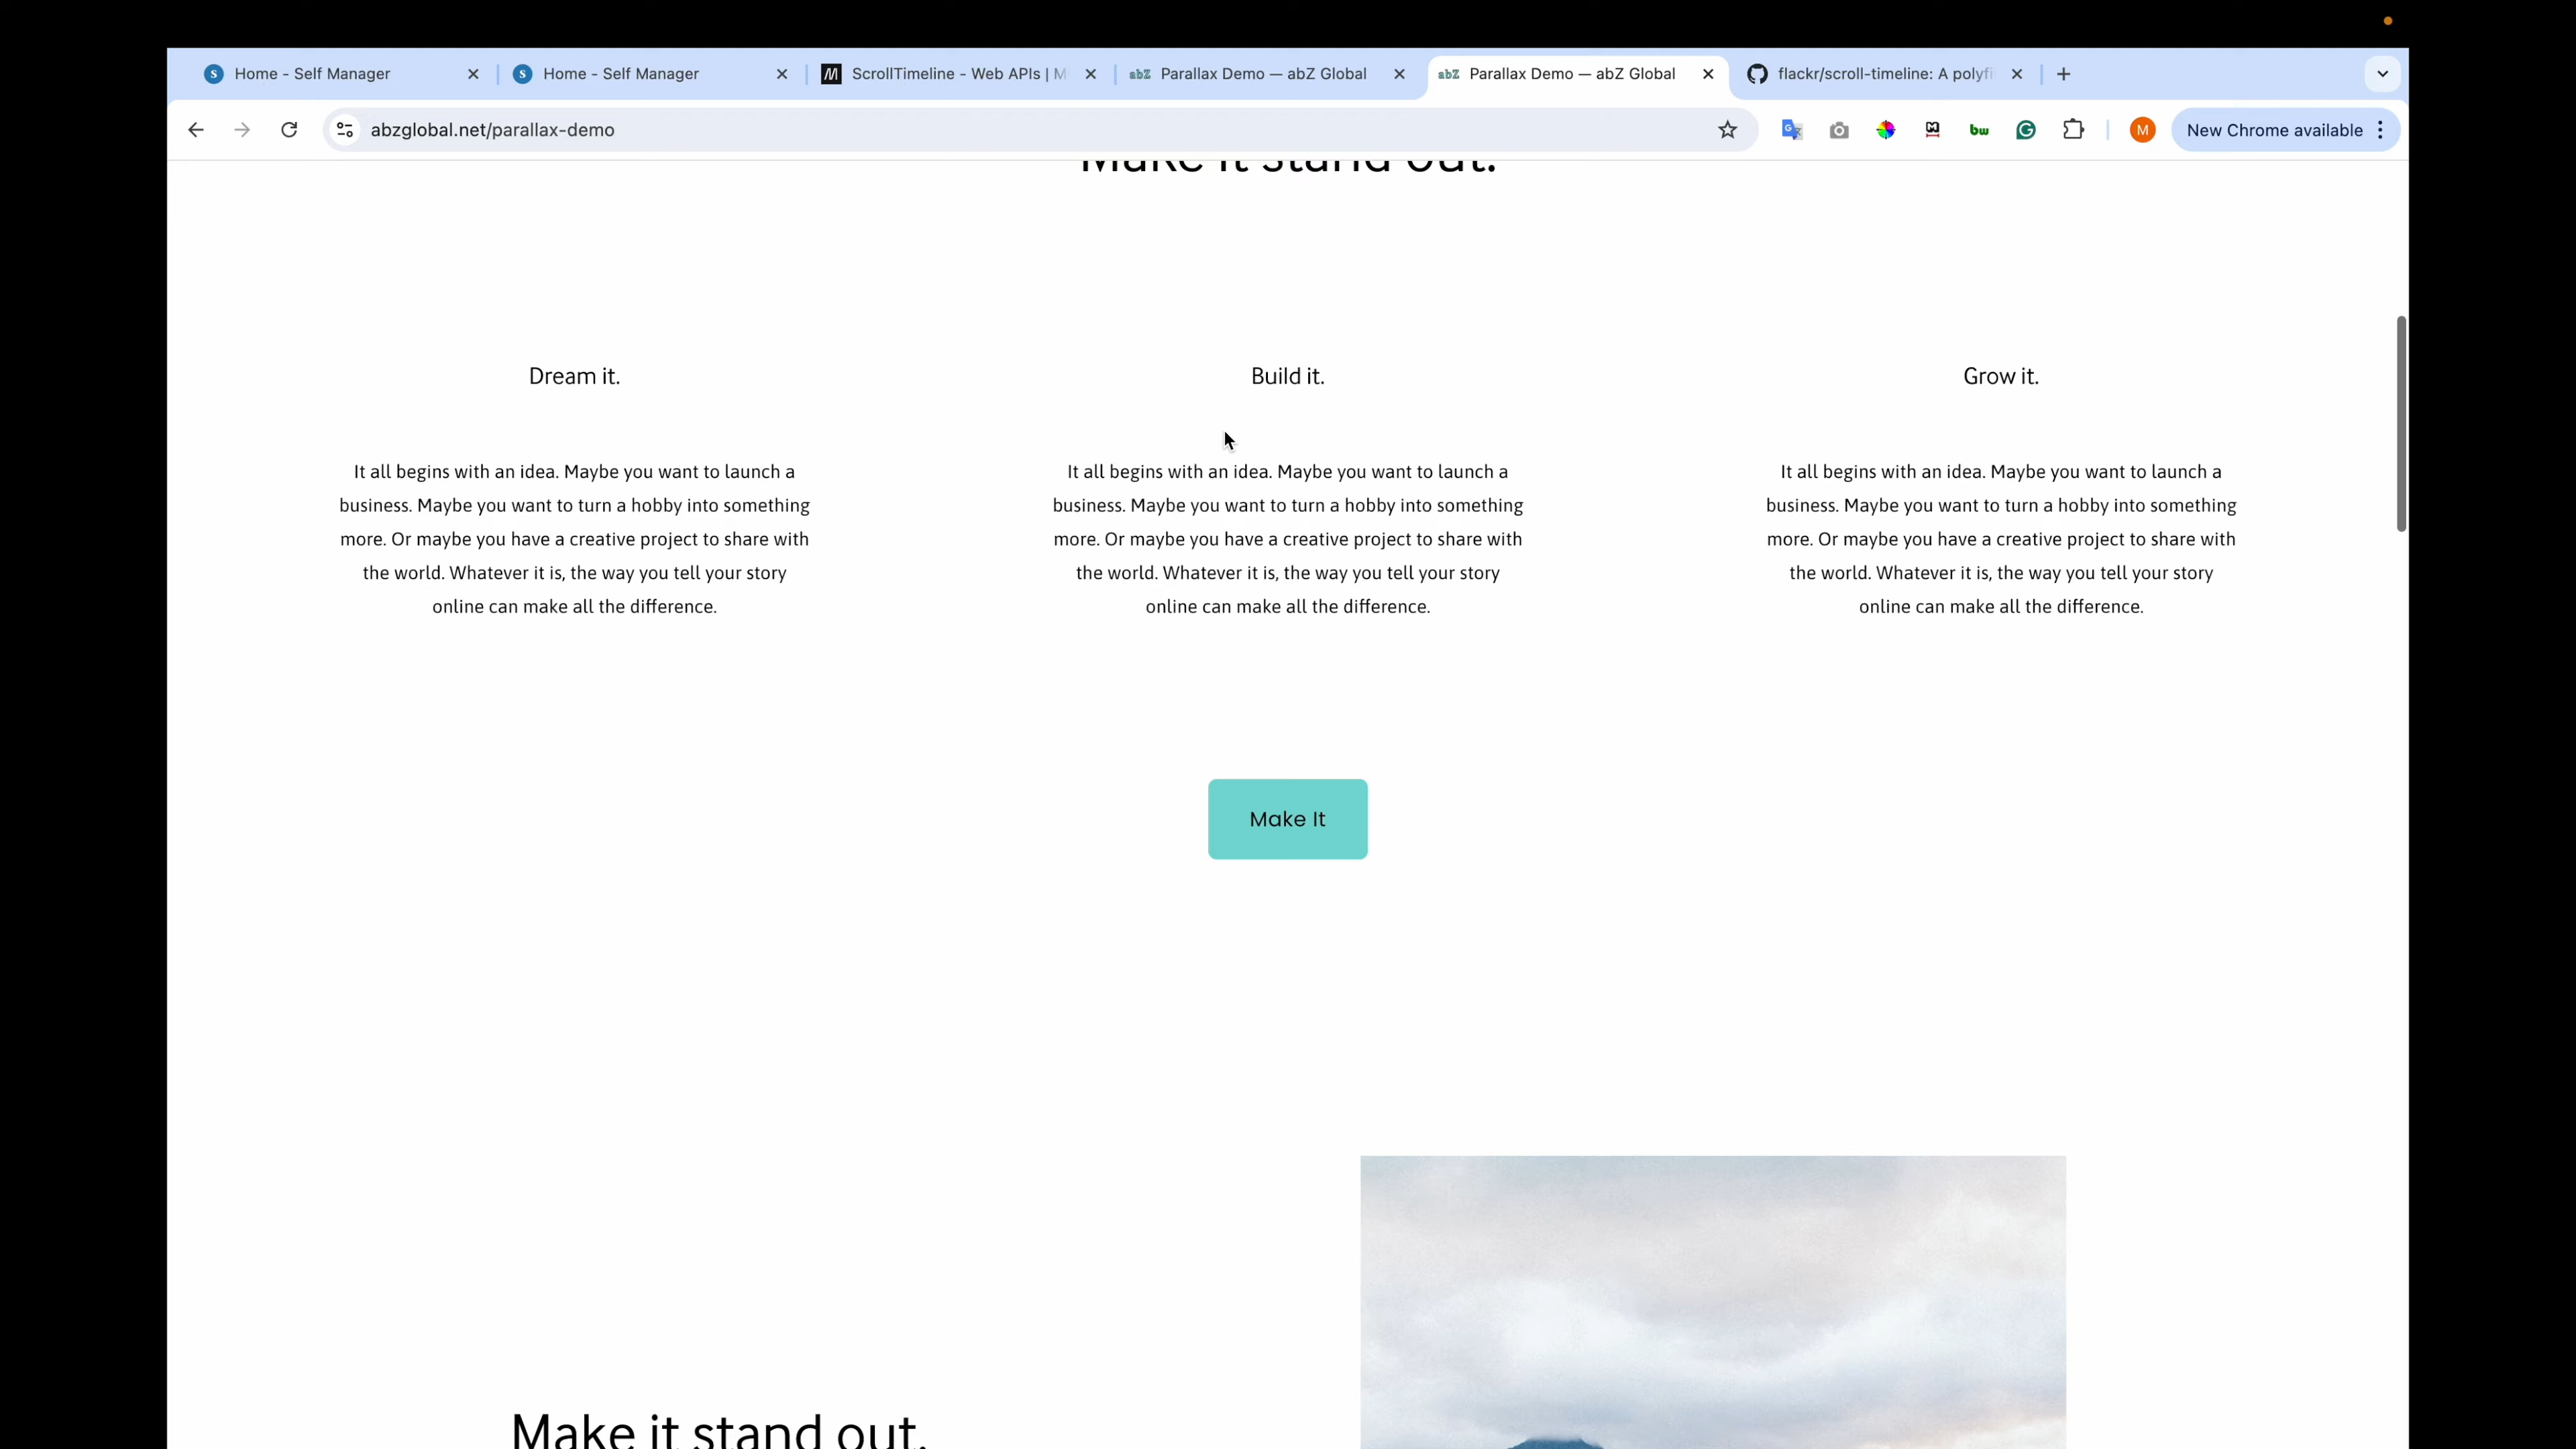 Home - Self Manager
Home - Self Manager
ScrollTimeline - Web APIs | M
abZ Parallax Demo — abZ Global
abZ Parallax Demo — abZ Global
flackr/scroll-timeline: A polyfi
abzglobal.net/parallax-demo
bw
M
New Chrome available
Make it stand out.
Dream it.
It all begins with an idea. Maybe you want to launch a
business. Maybe you want to turn a hobby into something
more. Or maybe you have a creative project to share with
the world. Whatever it is, the way you tell your story
online can make all the difference.
Build it.
It all begins with an idea. Maybe you want to launch a
business. Maybe you want to turn a hobby into something
more. Or maybe you have a creative project to share with
the world. Whatever it is, the way you tell your story
online can make all the difference.
Grow it.
It all begins with an idea. Maybe you want to launch a
business. Maybe you want to turn a hobby into something
more. Or maybe you have a creative project to share with
the world. Whatever it is, the way you tell your story
online can make all the difference.
Make It
Make it stand out.